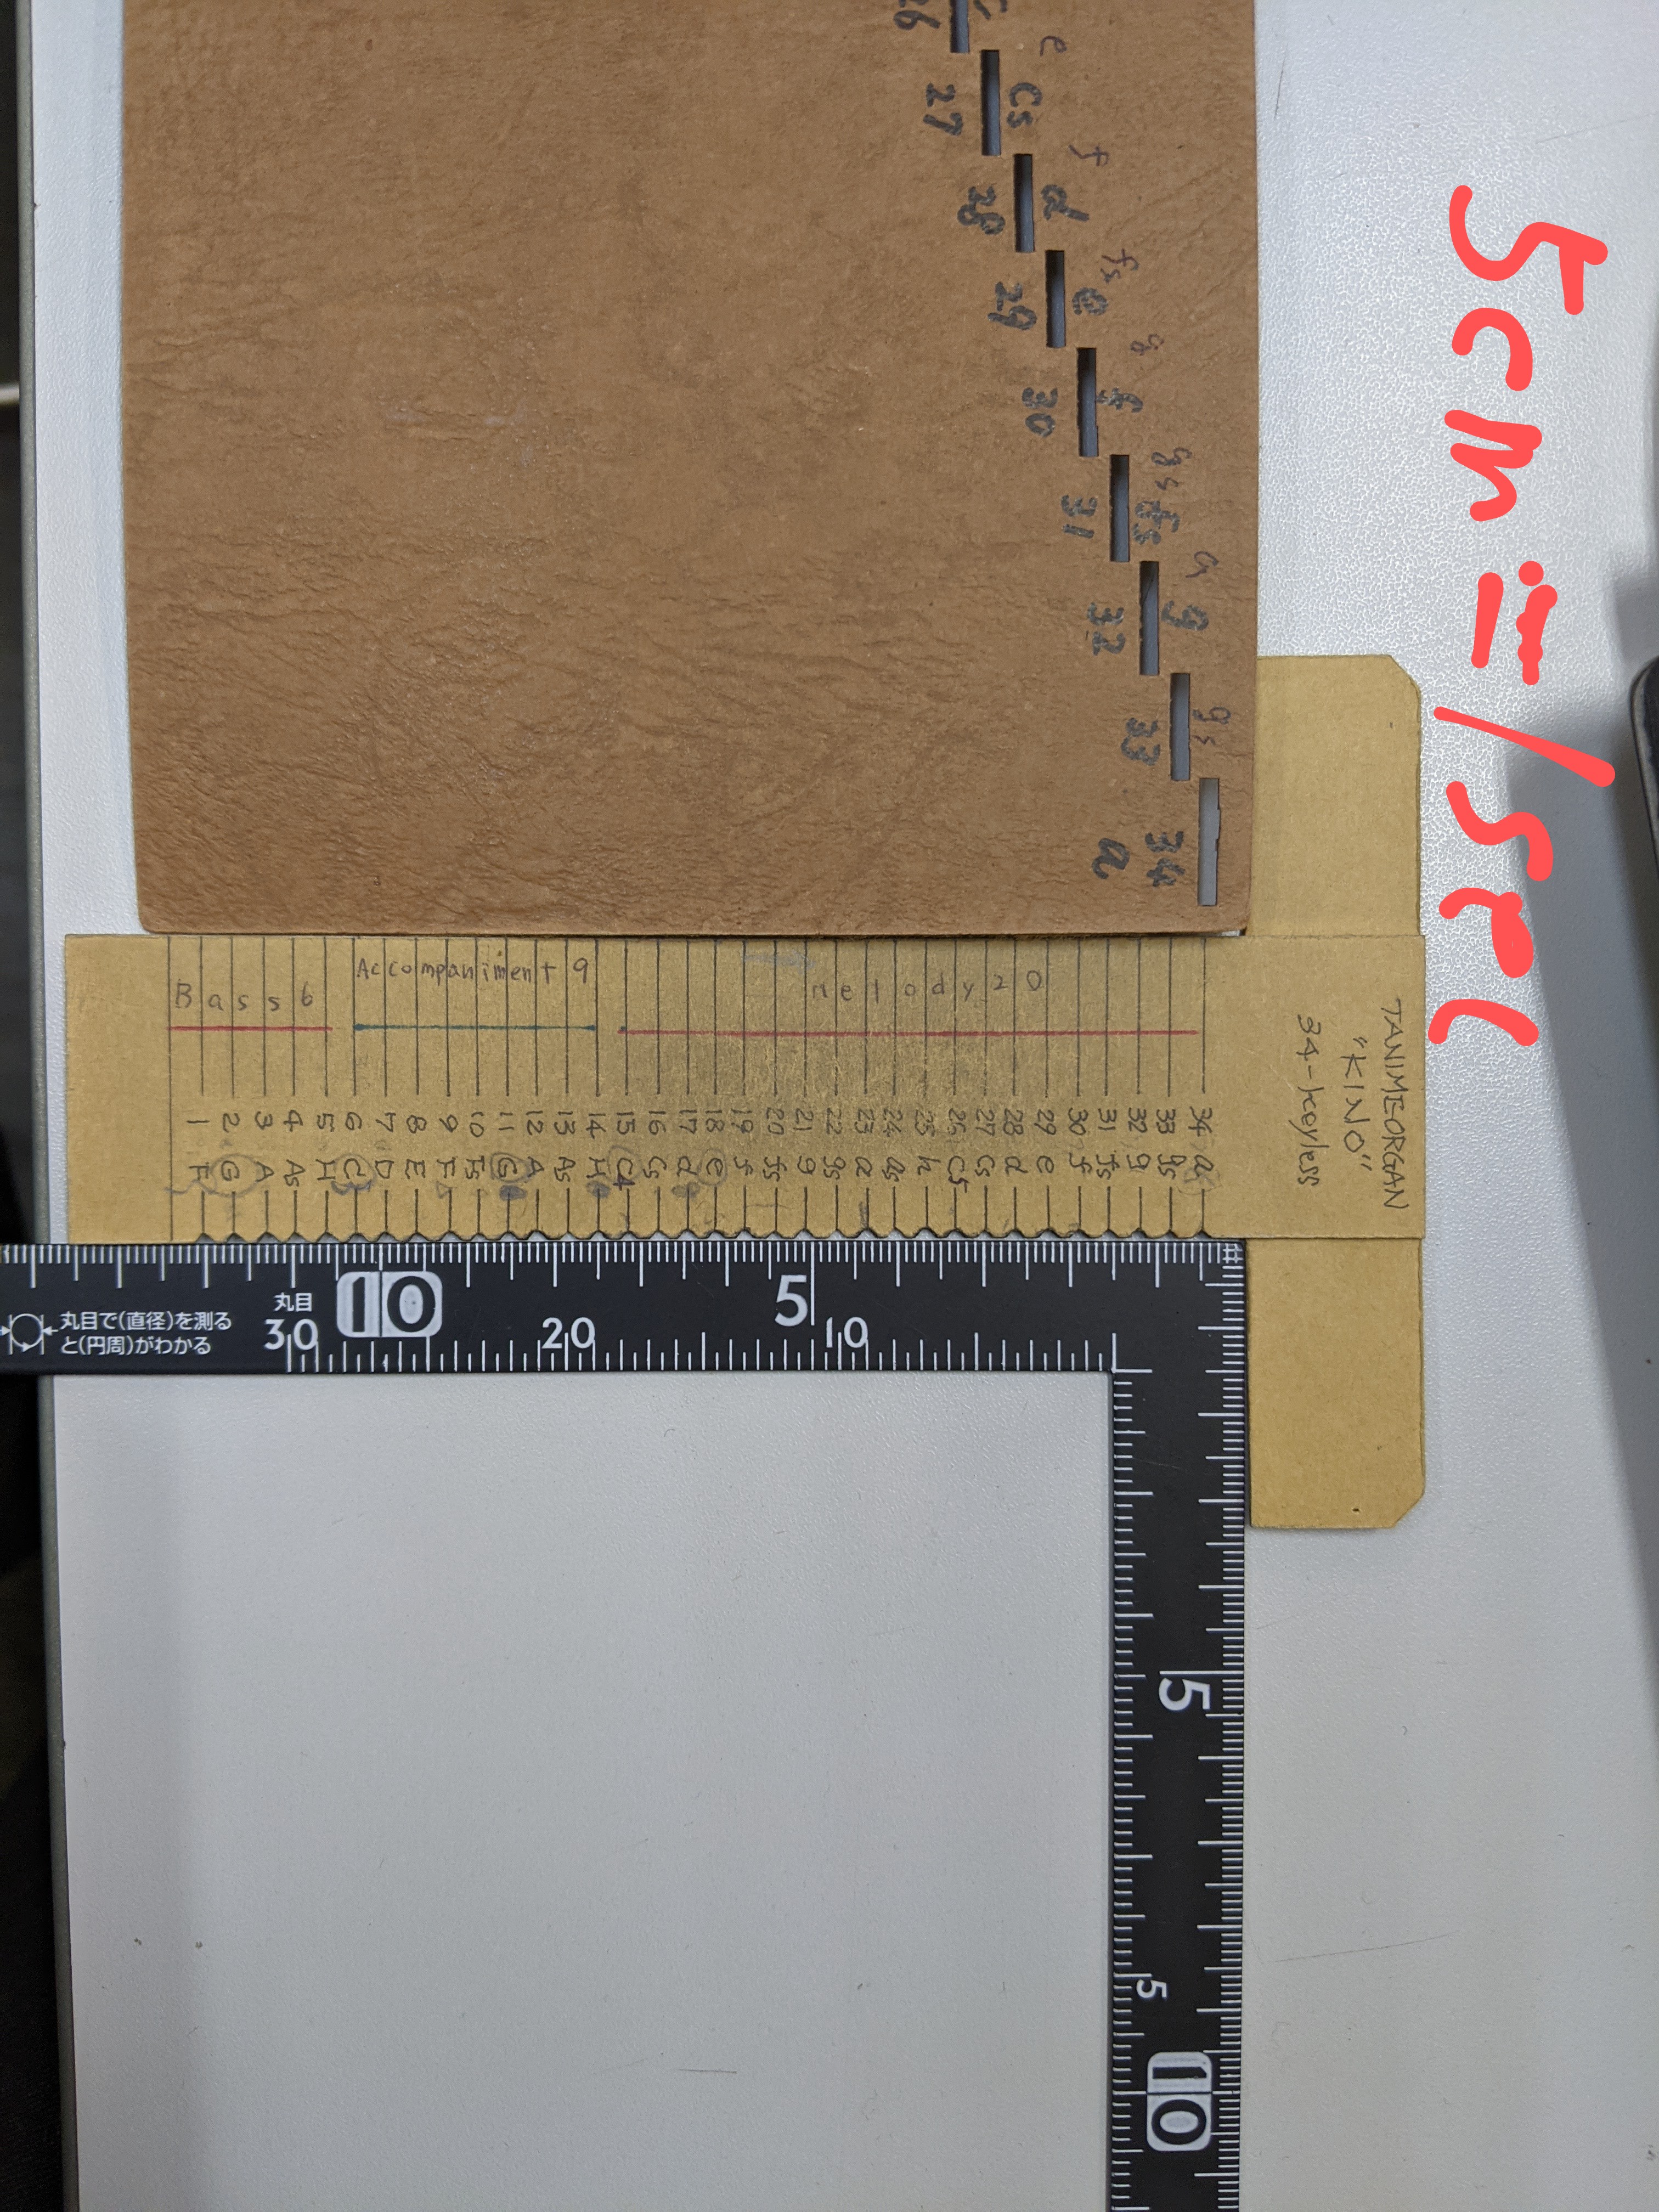 5cm=1sec
TANIMEORGAN
"KINO"
34-keyless
gs
34
a
g
33
a
fs
32
gs
f
31
g
e
30
fs
d
29
f
Cs
28
e
27
26
34 a
33 gs
32 g
31 fs
30 f
29 e
28 d
27 Cs
26 C5
25 h
24 as
23 a
22 gs
21 g
20 fs
19 f
18 e
17 d
16 Cs
15 C4
14 H
13 As
12 A
11 G
10 Fs
9 F
8 E
7 D
6 C
5 H
4 As
3 A
2 G
1 F
melody 20
Accompaniment 9
Bass 6
5
10
5
5
10
10
20
丸目
30
丸目で(直径)を測る
と(円周)がわかる